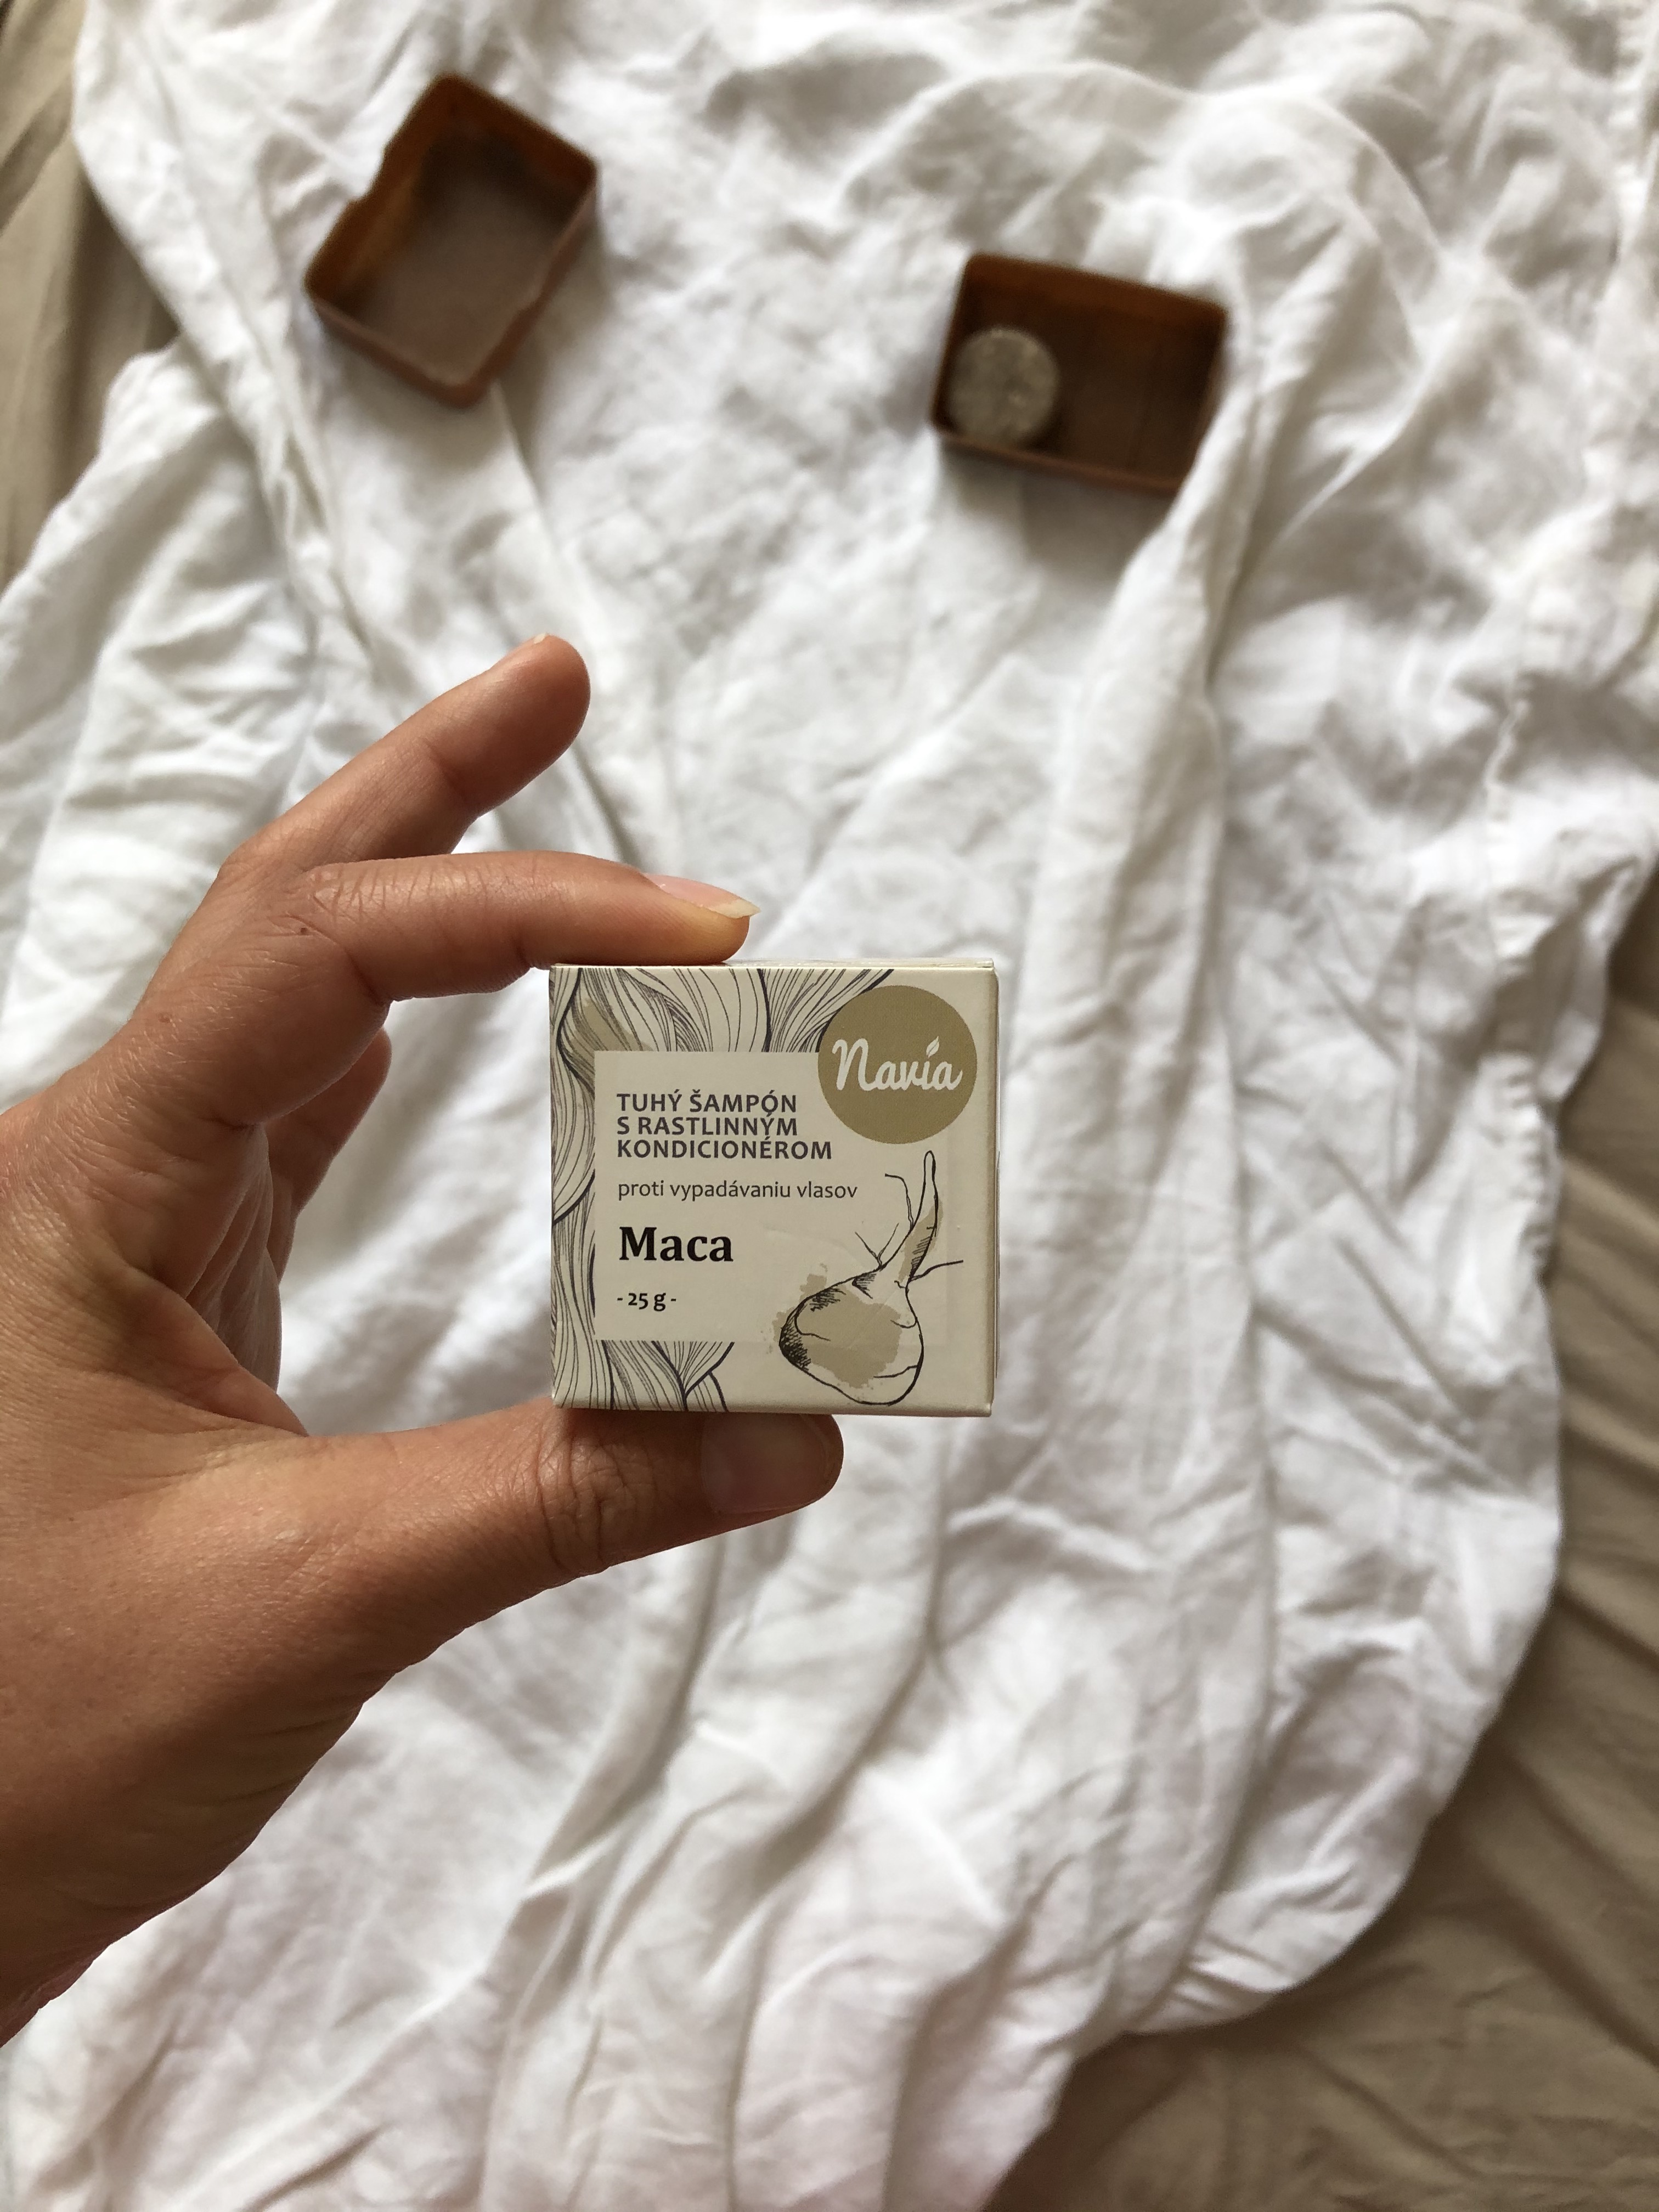 Navia
TUHÝ ŠAMPÓN
S RASTLINNÝM
KONDICIONÉROM
proti vypadávaniu vlasov
Maca
- 25 g -